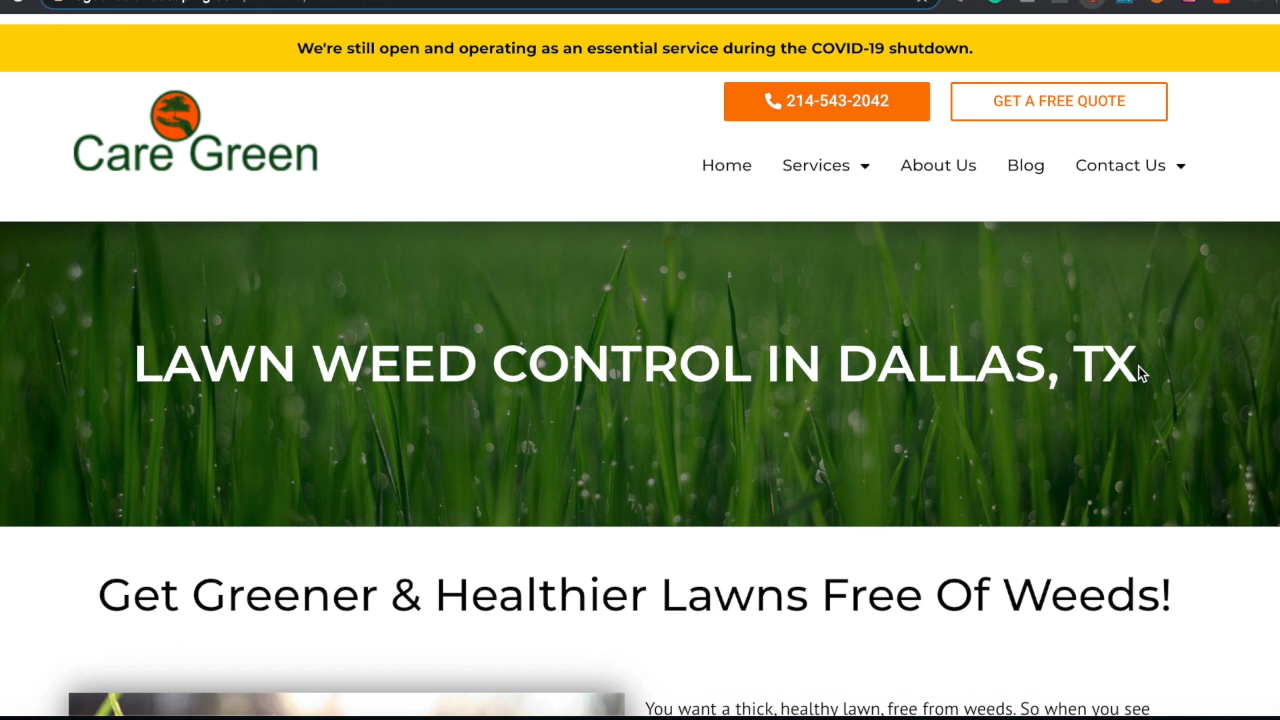 We're still open and operating as an essential service during the COVID-19 shutdown.
214-543-2042
GET A FREE QUOTE
Care Green
Home Services About Us Blog Contact Us
LAWN WEED CONTROL IN DALLAS, TX
Get Greener & Healthier Lawns Free Of Weeds!
You want a thick, healthy lawn, free from weeds. So when you see